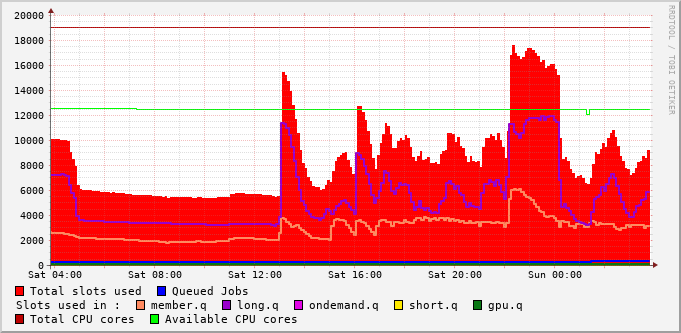 RRDTOOL / TOBI OETIKER
20000
18000
16000
14000
12000
10000
8000
6000
4000
2000
0
Sat 04:00 Sat 08:00 Sat 12:00 Sat 16:00 Sat 20:00 Sun 00:00
Total slots used Queued Jobs
Slots used in : member.q long.q ondemand.q short.q gpu.q
Total CPU cores Available CPU cores